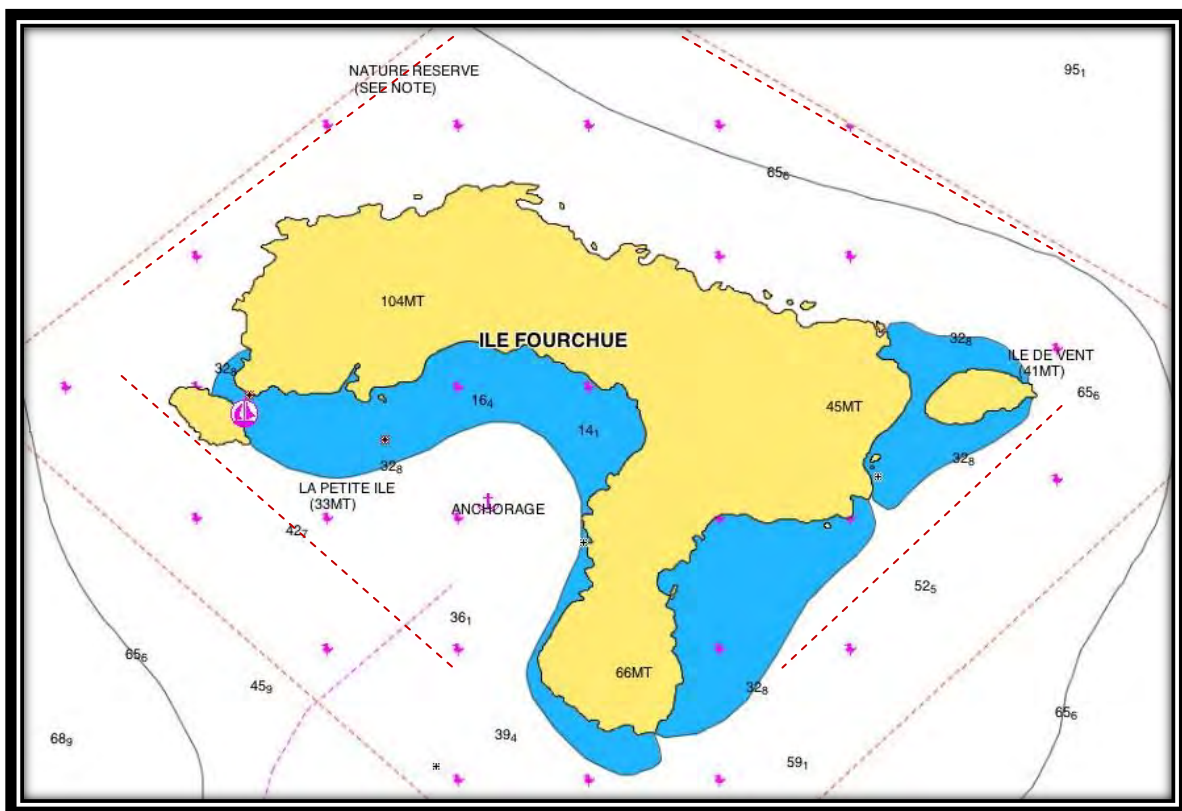 NATURE RESERVE
(SEE NOTE)
95₁
65₆
104MT
ILE FOURCHUE
32₈
ILE DE VENT
(41MT)
32₈
65₆
16₄
45MT
14₁
32₈
32₈
LA PETITE ILE
(33MT)
ANCHORAGE
42₇
52₅
36₁
65₆
66MT
45₉
32₈
65₆
68₉
39₄
59₁